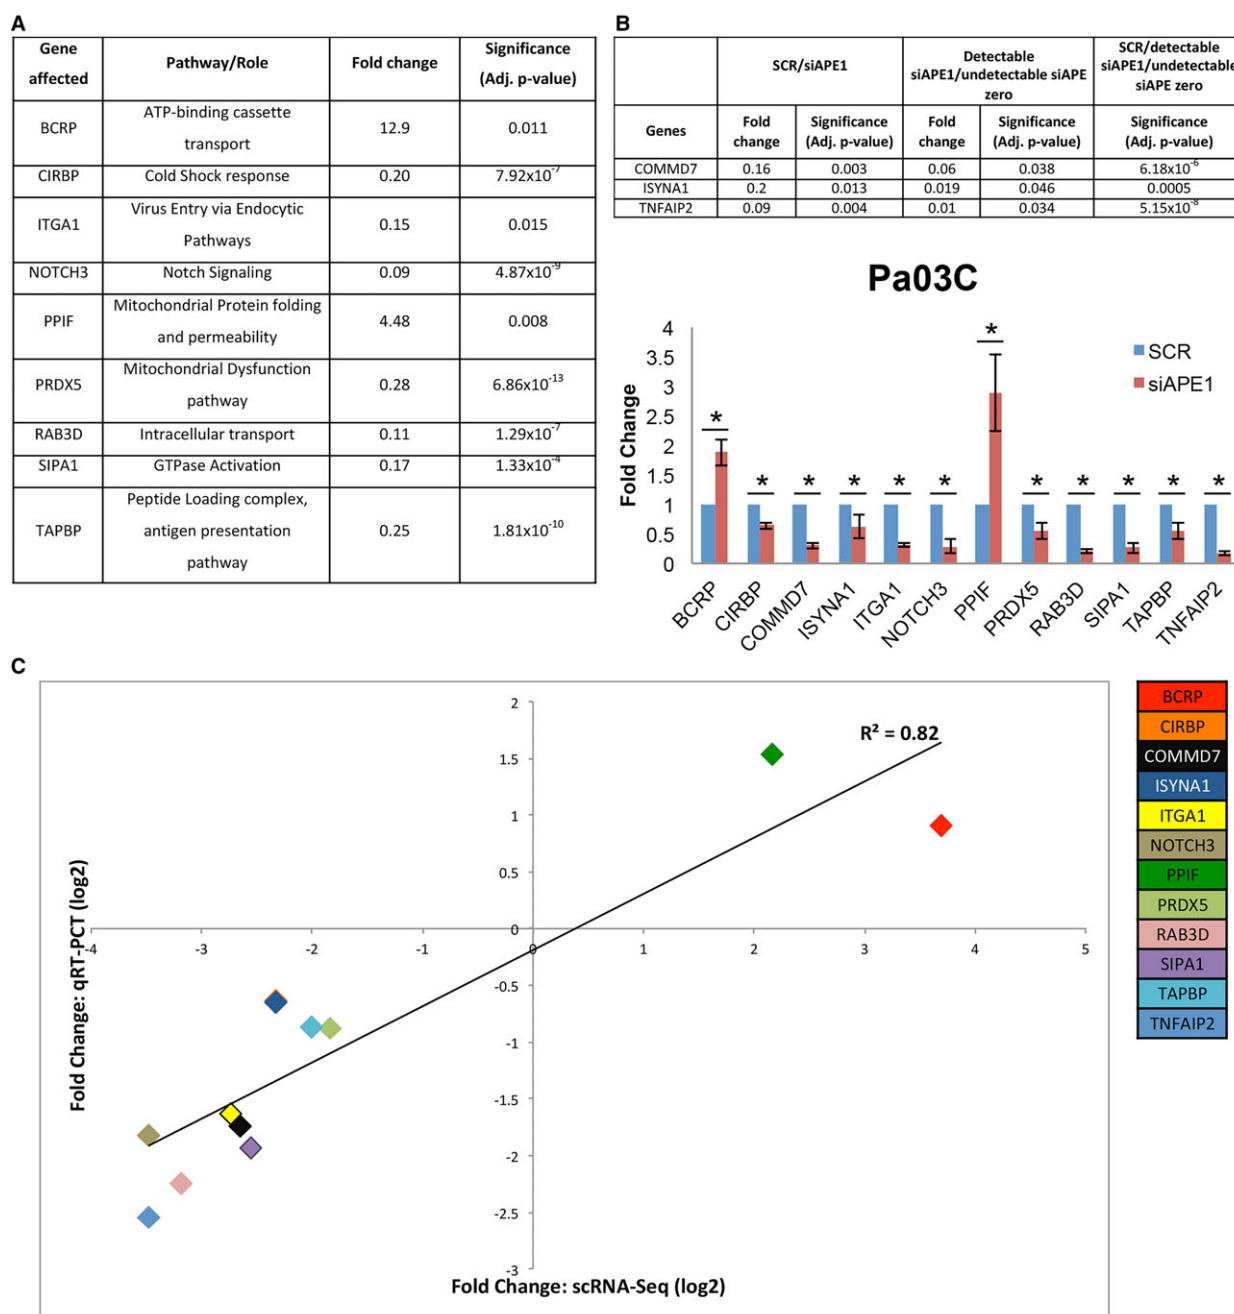 A
Gene affected | Pathway/Role | Fold change | Significance (Adj. p-value)
BCRP | ATP-binding cassette transport | 12.9 | 0.011
CIRBP | Cold Shock response | 0.20 | 7.92x10⁻⁷
ITGA1 | Virus Entry via Endocytic Pathways | 0.15 | 0.015
NOTCH3 | Notch Signaling | 0.09 | 4.87x10⁻⁹
PPIF | Mitochondrial Protein folding and permeability | 4.48 | 0.008
PRDX5 | Mitochondrial Dysfunction pathway | 0.28 | 6.86x10⁻¹³
RAB3D | Intracellular transport | 0.11 | 1.29x10⁻⁷
SIPA1 | GTPase Activation | 0.17 | 1.33x10⁻⁴
TAPBP | Peptide Loading complex, antigen presentation pathway | 0.25 | 1.81x10⁻¹⁰
B
SCR/siAPE1 | Detectable siAPE1/undetectable siAPE zero | SCR/detectable siAPE1/undetectable siAPE zero
Genes | Fold change | Significance (Adj. p-value) | Fold change | Significance (Adj. p-value) | Significance (Adj. p-value)
COMMD7 | 0.16 | 0.003 | 0.06 | 0.038 | 6.18x10⁻⁶
ISYNA1 | 0.2 | 0.013 | 0.019 | 0.046 | 0.0005
TNFAIP2 | 0.09 | 0.004 | 0.01 | 0.034 | 5.15x10⁻⁸
Pa03C
Fold Change
4
3.5
3
2.5
2
1.5
1
0.5
0
SCR
siAPE1
* * * * * * * * * * * *
BCRP CIRBP COMMD7 ISYNA1 ITGA1 NOTCH3 PPIF PRDX5 RAB3D SIPA1 TAPBP TNFAIP2
C
Fold Change: qRT-PCT (log2)
2
1.5
1
0.5
0
-0.5
-1
-1.5
-2
-2.5
-3
-4 -3 -2 -1 0 1 2 3 4 5
R² = 0.82
Fold Change: scRNA-Seq (log2)
BCRP
CIRBP
COMMD7
ISYNA1
ITGA1
NOTCH3
PPIF
PRDX5
RAB3D
SIPA1
TAPBP
TNFAIP2